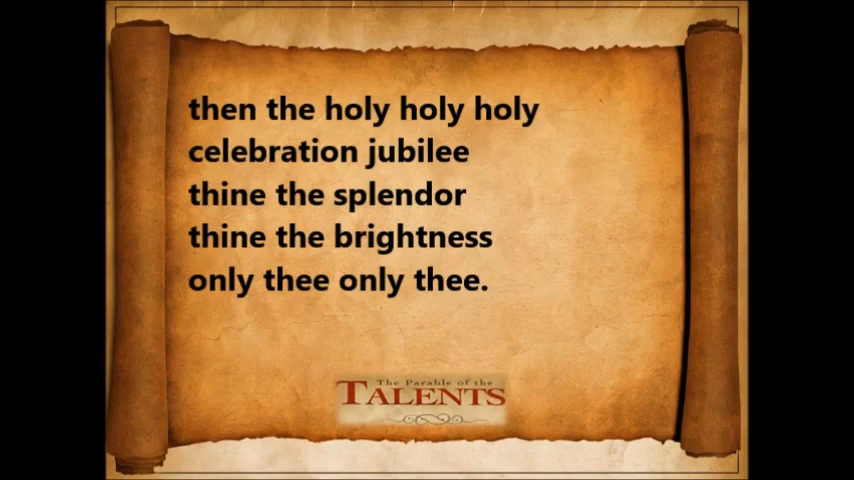 then the holy holy holy
celebration jubilee
thine the splendor
thine the brightness
only thee only thee.
The Parable of the
TALENTS